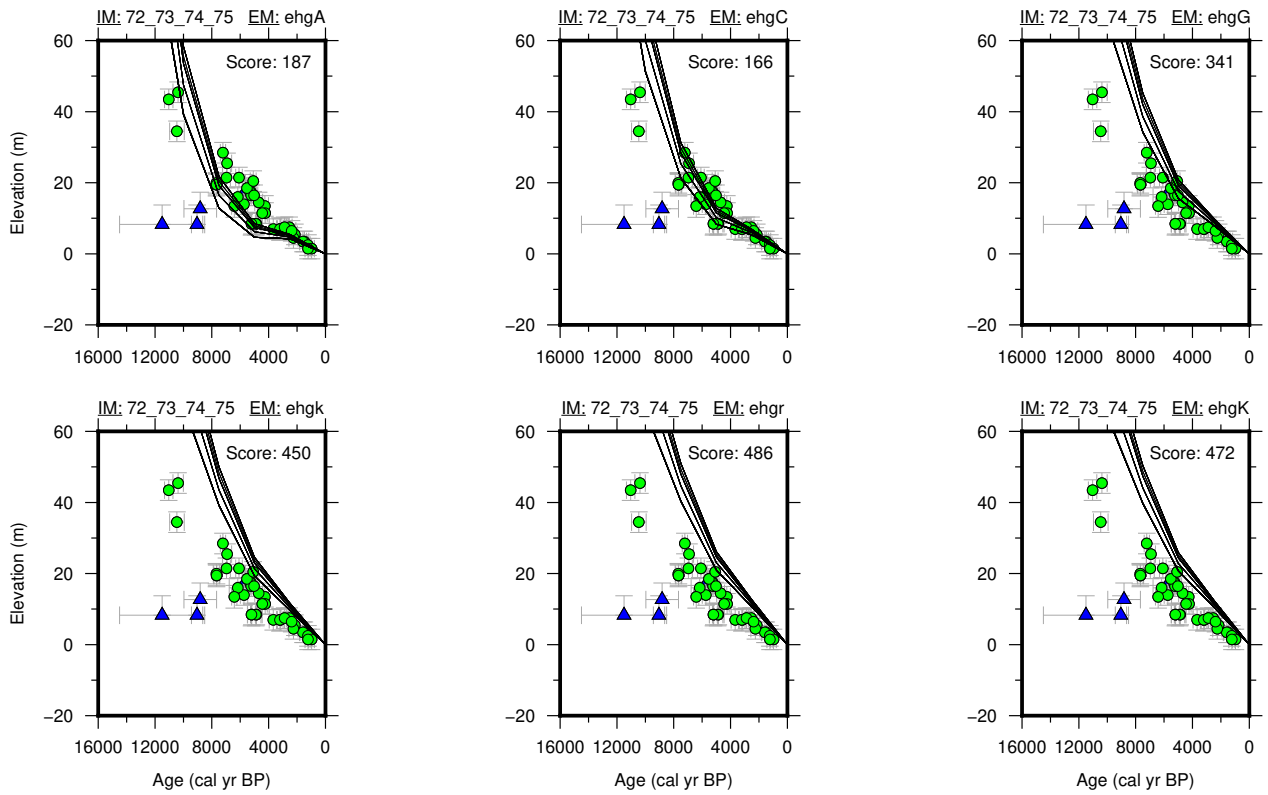 IM: 72_73_74_75 EM: ehgA
IM: 72_73_74_75 EM: ehgC
IM: 72_73_74_75 EM: ehgG
Score: 187
Score: 166
Score: 341
60
40
20
0
−20
60
40
20
0
−20
60
40
20
0
−20
Elevation (m)
16000 12000 8000 4000 0
16000 12000 8000 4000 0
16000 12000 8000 4000 0
IM: 72_73_74_75 EM: ehgk
IM: 72_73_74_75 EM: ehgr
IM: 72_73_74_75 EM: ehgK
Score: 450
Score: 486
Score: 472
60
40
20
0
−20
60
40
20
0
−20
60
40
20
0
−20
Elevation (m)
16000 12000 8000 4000 0
16000 12000 8000 4000 0
16000 12000 8000 4000 0
Age (cal yr BP)
Age (cal yr BP)
Age (cal yr BP)